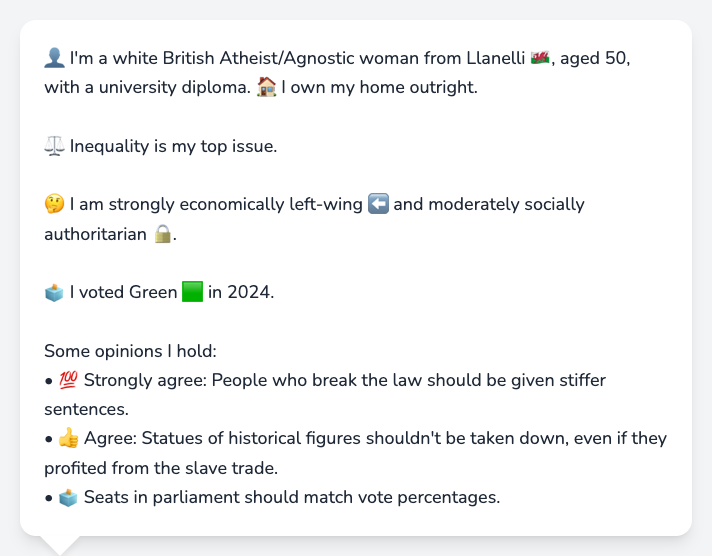 👤 I'm a white British Atheist/Agnostic woman from Llanelli 🏴󠁧󠁢󠁷󠁬󠁳󠁿, aged 50,
with a university diploma. 🏠 I own my home outright.
⚖️ Inequality is my top issue.
🤔 I am strongly economically left-wing ⬅️ and moderately socially
authoritarian 🔒.
🗳️ I voted Green 🟩 in 2024.
Some opinions I hold:
• 💯 Strongly agree: People who break the law should be given stiffer
sentences.
• 👍 Agree: Statues of historical figures shouldn't be taken down, even if they
profited from the slave trade.
• 🗳️ Seats in parliament should match vote percentages.